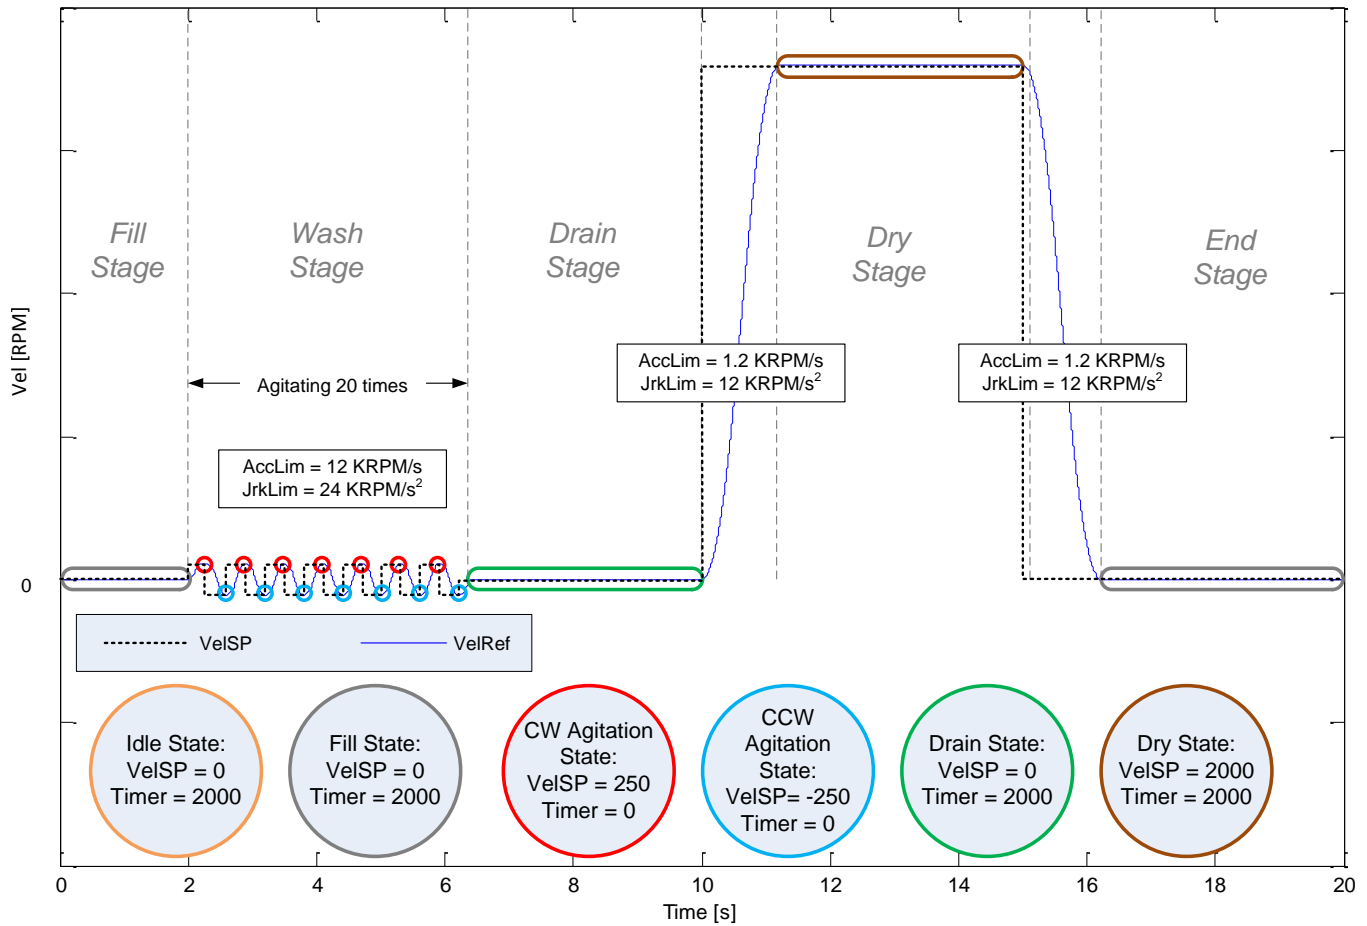 Fill
Stage
Wash
Stage
Drain
Stage
Dry
Stage
End
Stage
Vel [RPM]
AccLim = 1.2 KRPM/s
JrkLim = 12 KRPM/s²
AccLim = 1.2 KRPM/s
JrkLim = 12 KRPM/s²
Agitating 20 times
AccLim = 12 KRPM/s
JrkLim = 24 KRPM/s²
0
VelSP
VelRef
Idle State:
VelSP = 0
Timer = 2000
Fill State:
VelSP = 0
Timer = 2000
CW Agitation
State:
VelSP = 250
Timer = 0
CCW
Agitation
State:
VelSP= -250
Timer = 0
Drain State:
VelSP = 0
Timer = 2000
Dry State:
VelSP = 2000
Timer = 2000
0 2 4 6 8 10 12 14 16 18 20
Time [s]